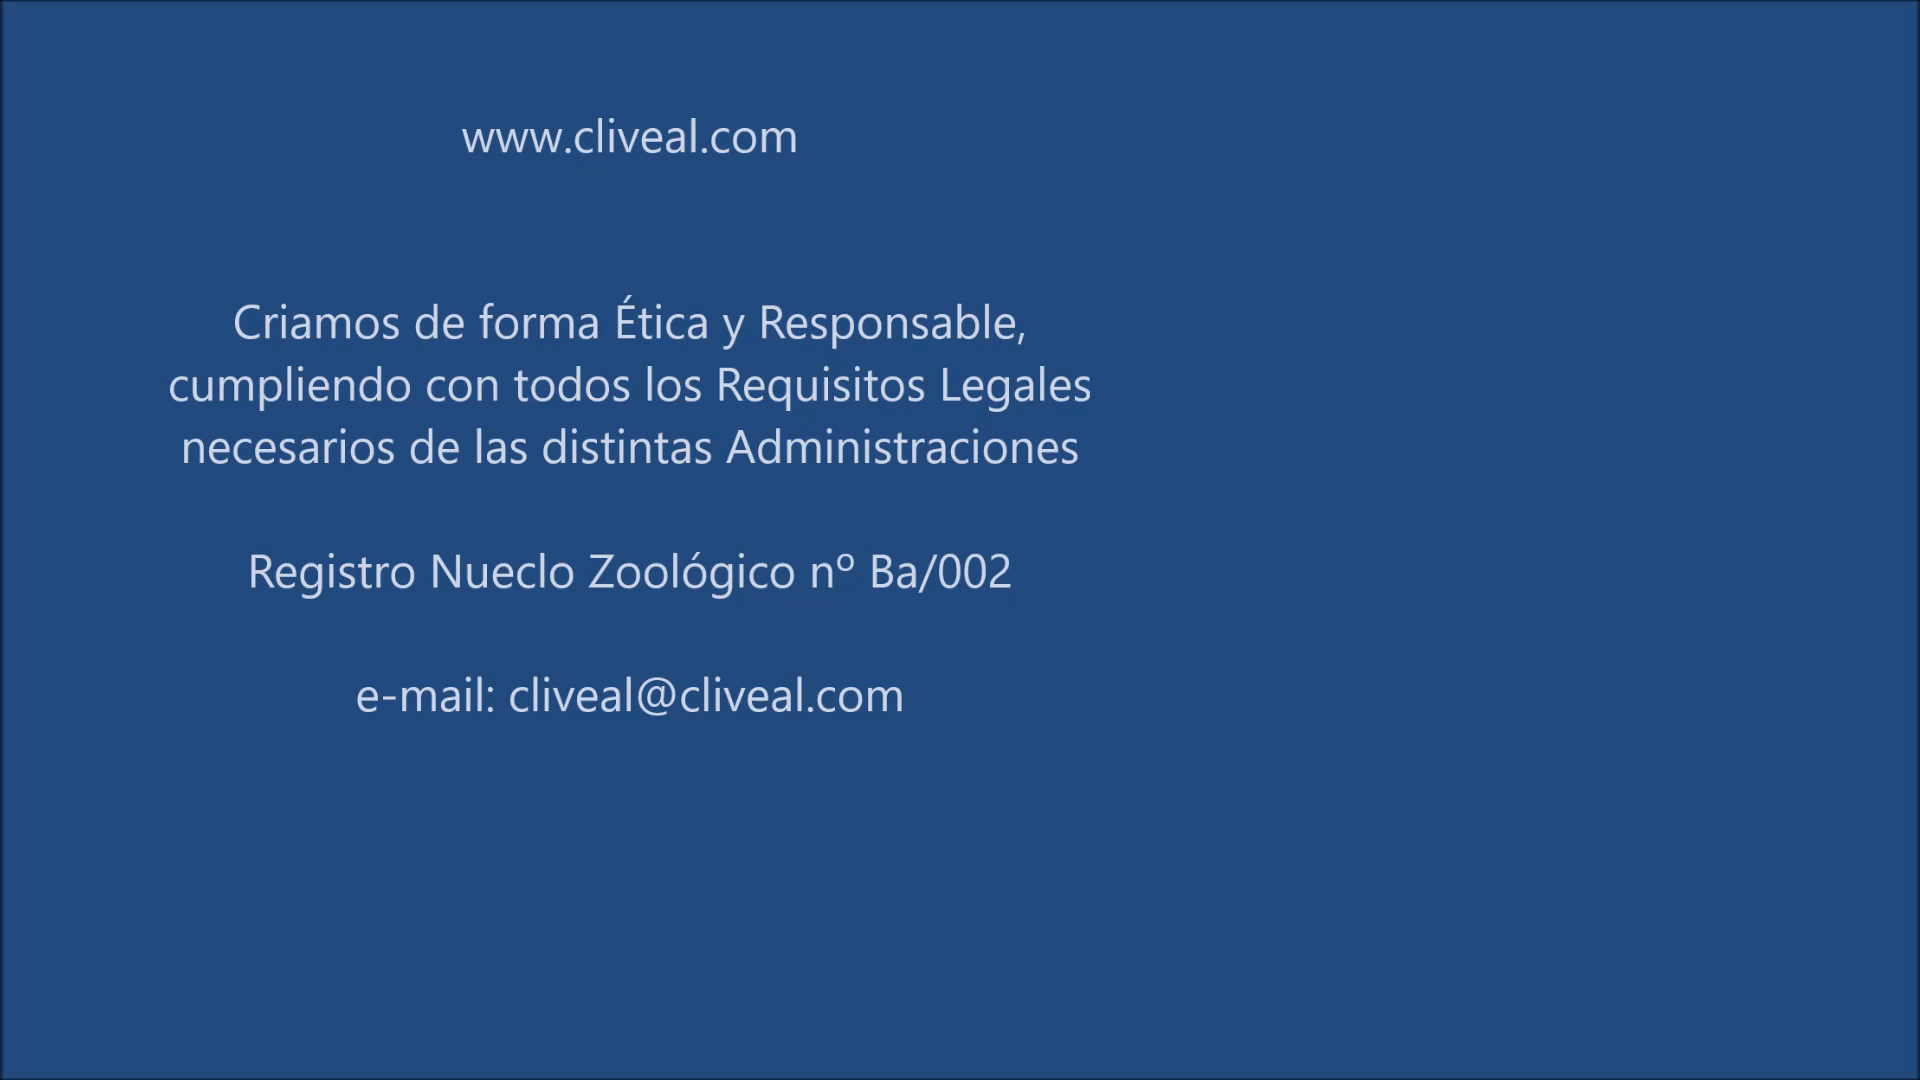 www.cliveal.com
Criamos de forma Ética y Responsable,
cumpliendo con todos los Requisitos Legales
necesarios de las distintas Administraciones
Registro Nueclo Zoológico nº Ba/002
e-mail: cliveal@cliveal.com